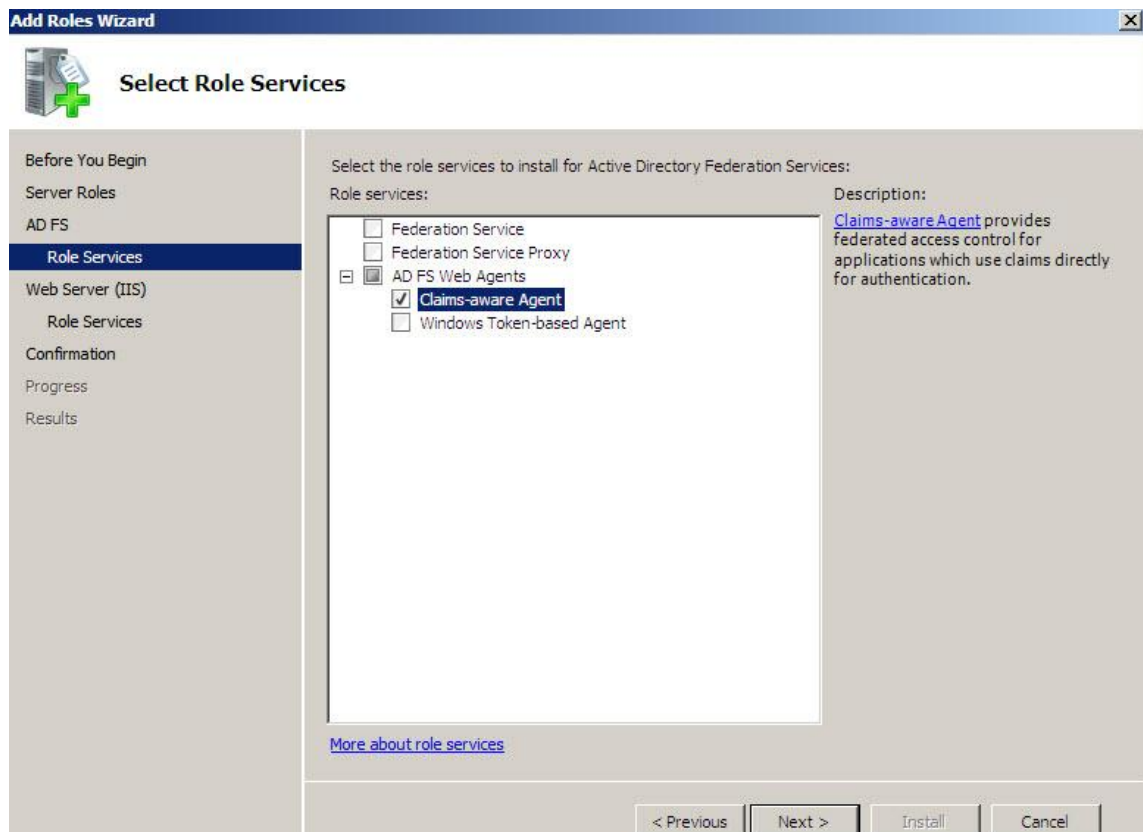 Add Roles Wizard
Select Role Services
Before You Begin
Server Roles
AD FS
Role Services
Web Server (IIS)
Role Services
Confirmation
Progress
Results
Select the role services to install for Active Directory Federation Services:
Role services:
Federation Service
Federation Service Proxy
AD FS Web Agents
Claims-aware Agent
Windows Token-based Agent
Description:
Claims-aware Agent provides
federated access control for
applications which use claims directly
for authentication.
More about role services
< Previous
Next >
Install
Cancel